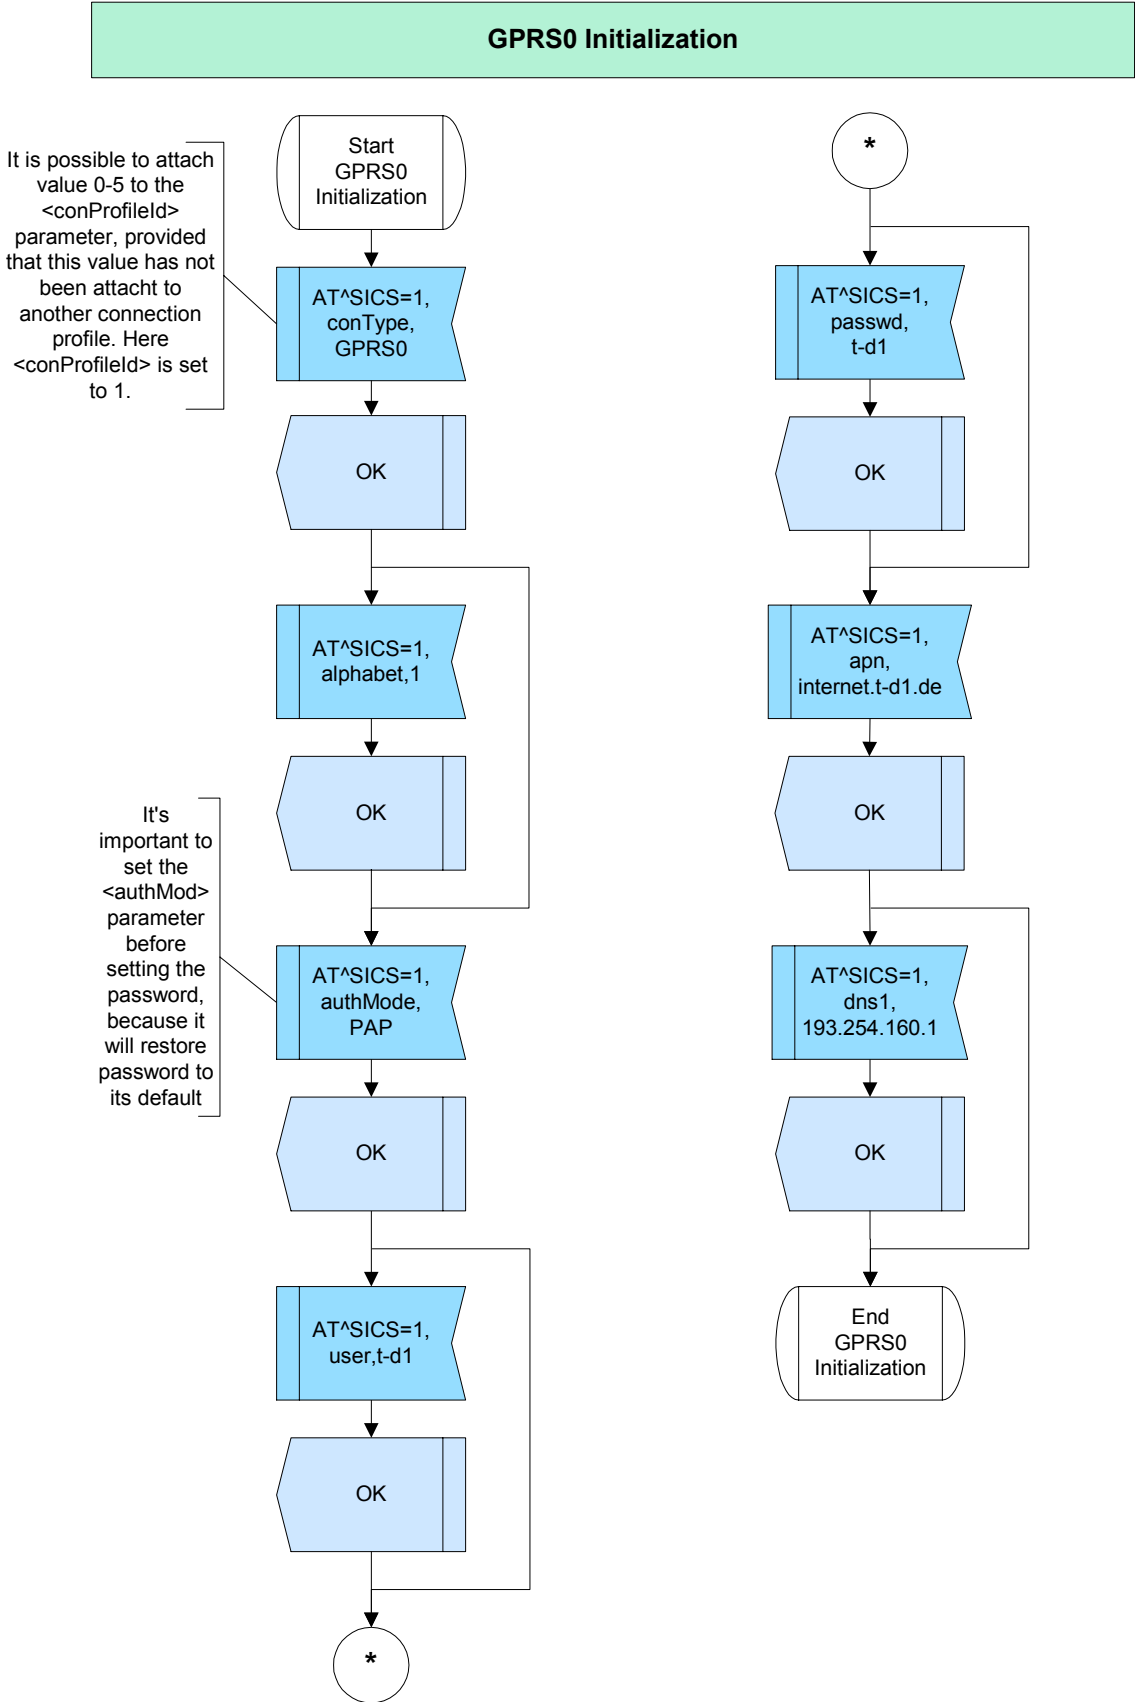 GPRS0 Initialization
It is possible to attach
value 0-5 to the
<conProfileId>
parameter, provided
that this value has not
been attacht to
another connection
profile. Here
<conProfileId> is set
to 1.
Start
GPRS0
Initialization
AT^SICS=1,
conType,
GPRS0
OK
AT^SICS=1,
alphabet,1
OK
It's
important to
set the
<authMod>
parameter
before
setting the
password,
because it
will restore
password to
its default
AT^SICS=1,
authMode,
PAP
OK
AT^SICS=1,
user,t-d1
OK
*
*
AT^SICS=1,
passwd,
t-d1
OK
AT^SICS=1,
apn,
internet.t-d1.de
OK
AT^SICS=1,
dns1,
193.254.160.1
OK
End
GPRS0
Initialization